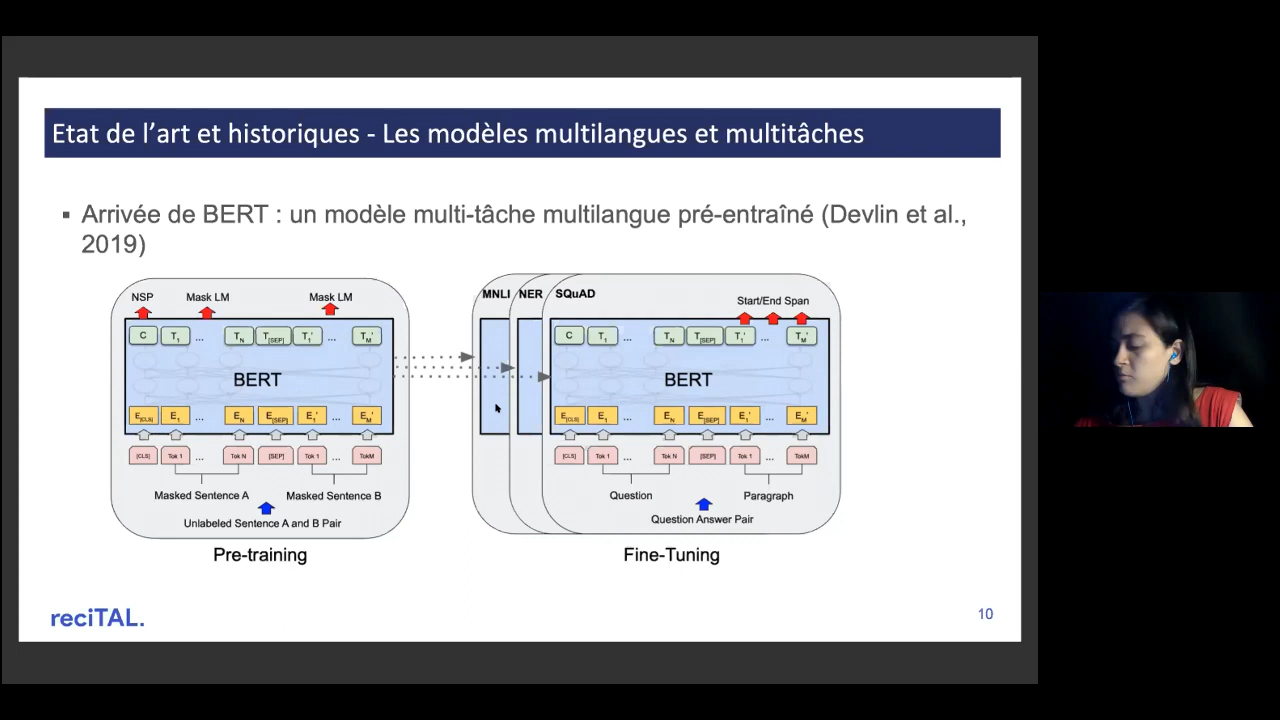 Etat de l’art et historiques - Les modèles multilangues et multitâches
▪ Arrivée de BERT : un modèle multi-tâche multilangue pré-entraîné (Devlin et al.,
2019)
NSP Mask LM Mask LM
C T1 ... TN T[SEP] T1' ... TM'
BERT
E[CLS] E1 ... EN E[SEP] E1' ... EM'
[CLS] Tok 1 ... Tok N [SEP] Tok 1 ... TokM
Masked Sentence A Masked Sentence B
Unlabeled Sentence A and B Pair
Pre-training
MNLI NER SQuAD
Start/End Span
C T1 ... TN T[SEP] T1' ... TM'
BERT
E[CLS] E1 ... EN E[SEP] E1' ... EM'
[CLS] Tok 1 ... Tok N [SEP] Tok 1 ... TokM
Question Paragraph
Question Answer Pair
Fine-Tuning
reciTAL.
10